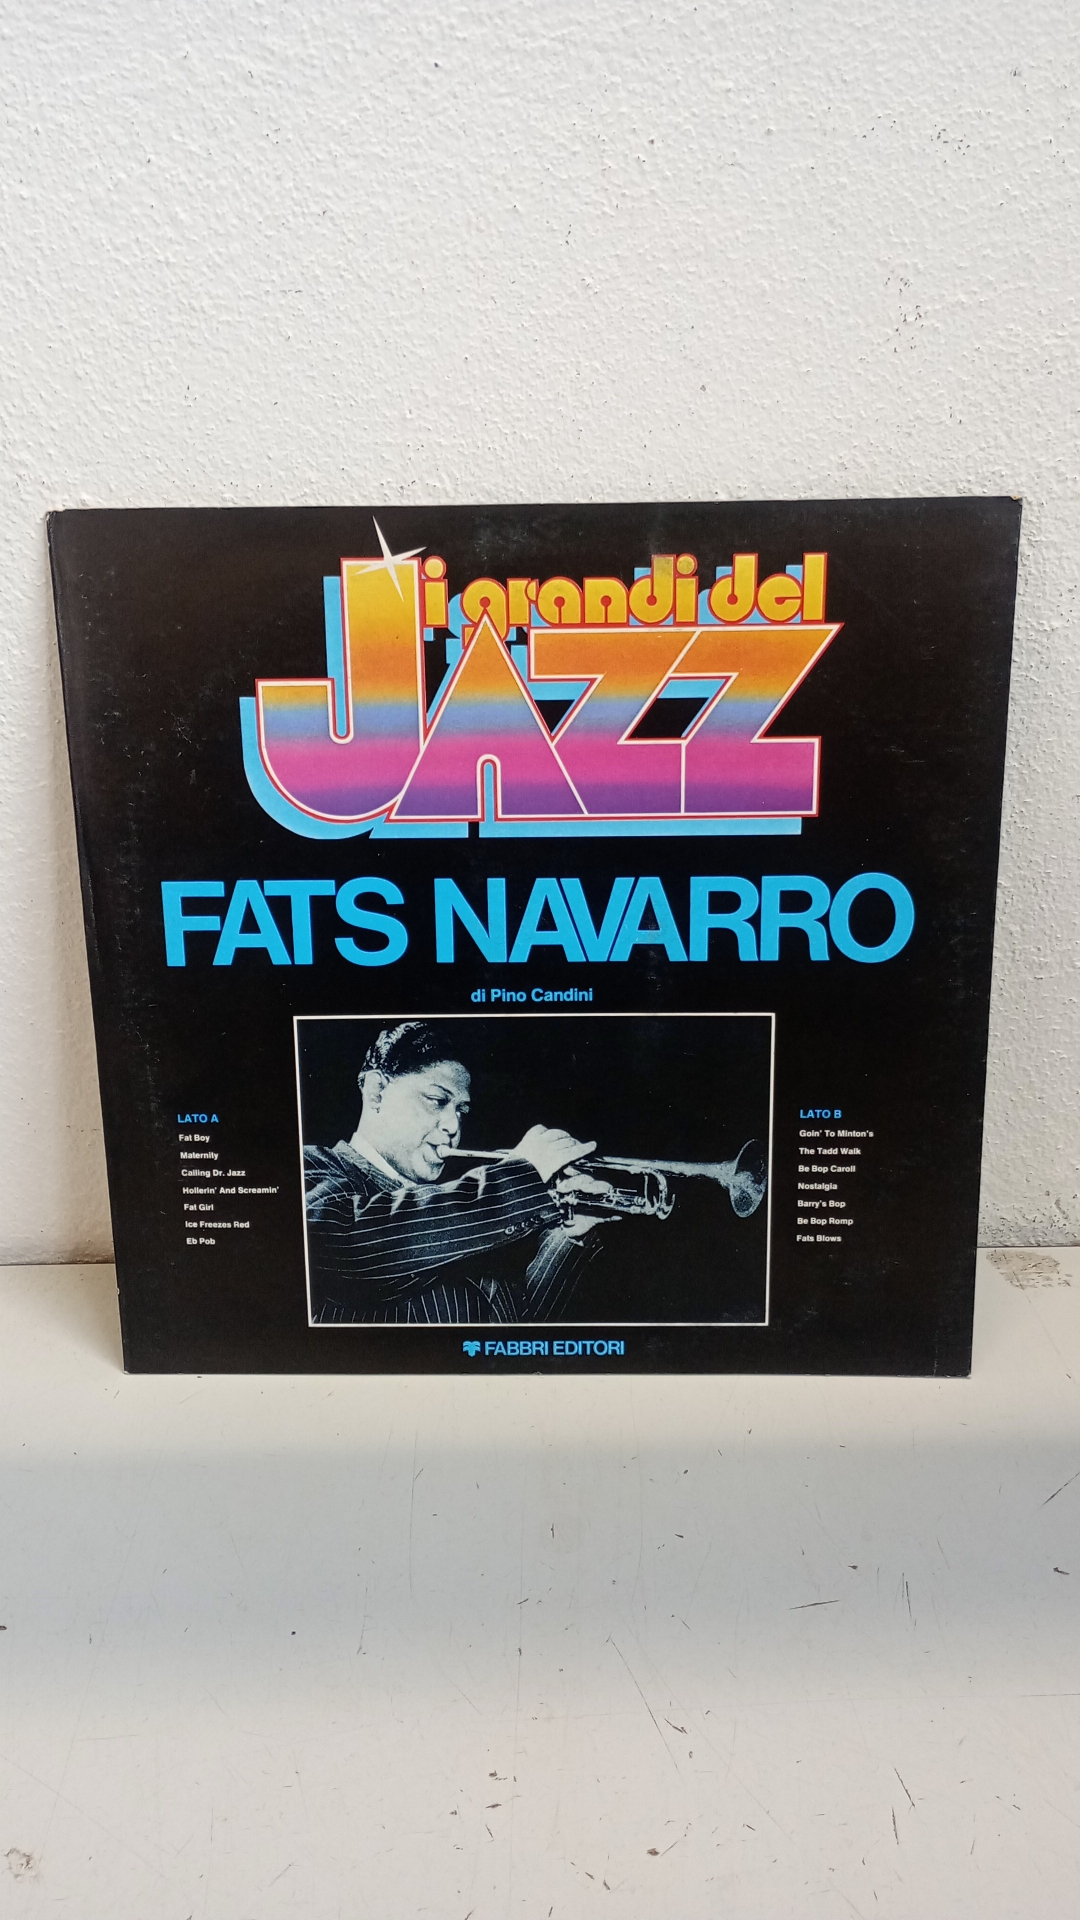 i grandi del
JAZZ
FATS NAVARRO
di Pino Candini
LATO A
Fat Boy
Maternity
Calling Dr. Jazz
Hollerin' And Screamin'
Fat Girl
Ice Freezes Red
Eb Pob
LATO B
Goin' To Minton's
The Tadd Walk
Be Bop Caroll
Nostalgia
Barry's Bop
Be Bop Romp
Fats Blows
FABBRI EDITORI